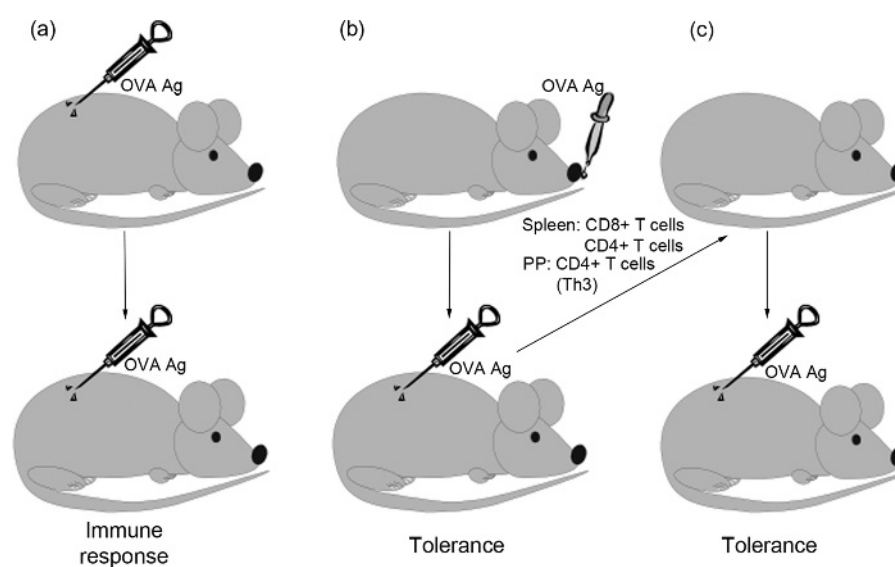 (a)
OVA Ag
OVA Ag
Immune
response
(b)
OVA Ag
Spleen: CD8+ T cells
CD4+ T cells
PP: CD4+ T cells
(Th3)
OVA Ag
Tolerance
(c)
OVA Ag
Tolerance